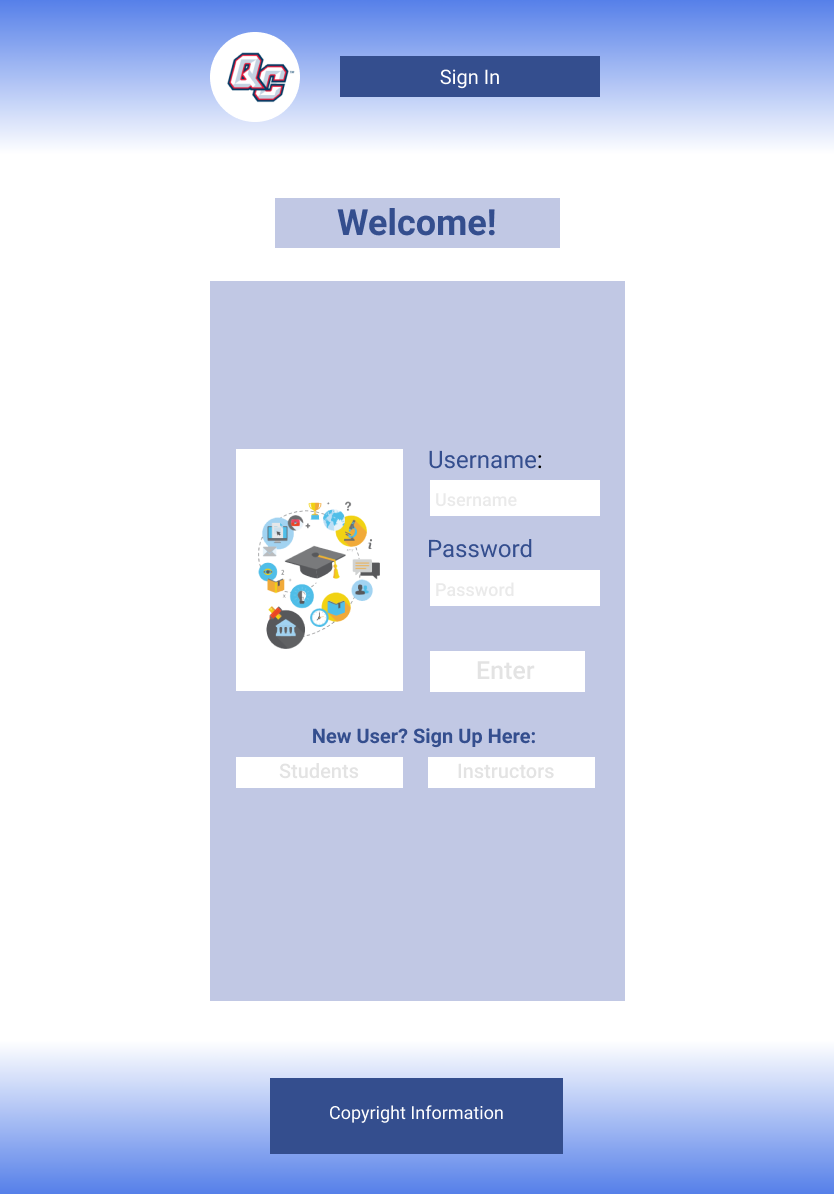 QC
Sign In
Welcome!
Username:
Username
Password
Password
Enter
New User? Sign Up Here:
Students
Instructors
Copyright Information